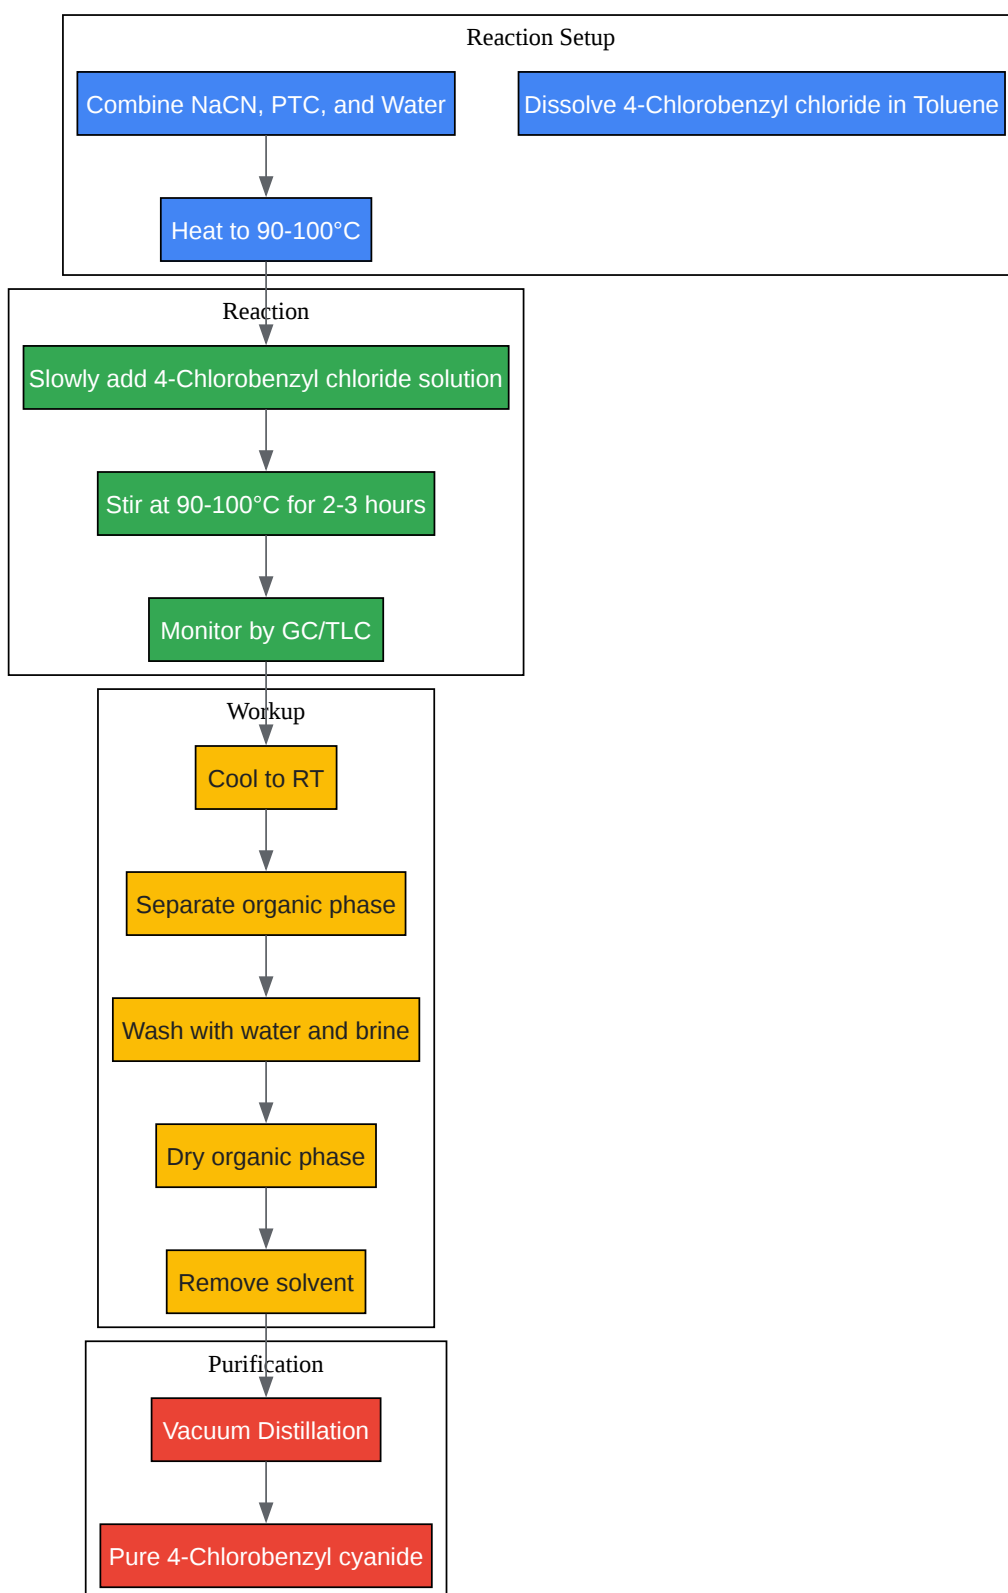 Reaction Setup
Combine NaCN, PTC, and Water
Dissolve 4-Chlorobenzyl chloride in Toluene
Heat to 90-100°C
Reaction
Slowly add 4-Chlorobenzyl chloride solution
Stir at 90-100°C for 2-3 hours
Monitor by GC/TLC
Workup
Cool to RT
Separate organic phase
Wash with water and brine
Dry organic phase
Remove solvent
Purification
Vacuum Distillation
Pure 4-Chlorobenzyl cyanide